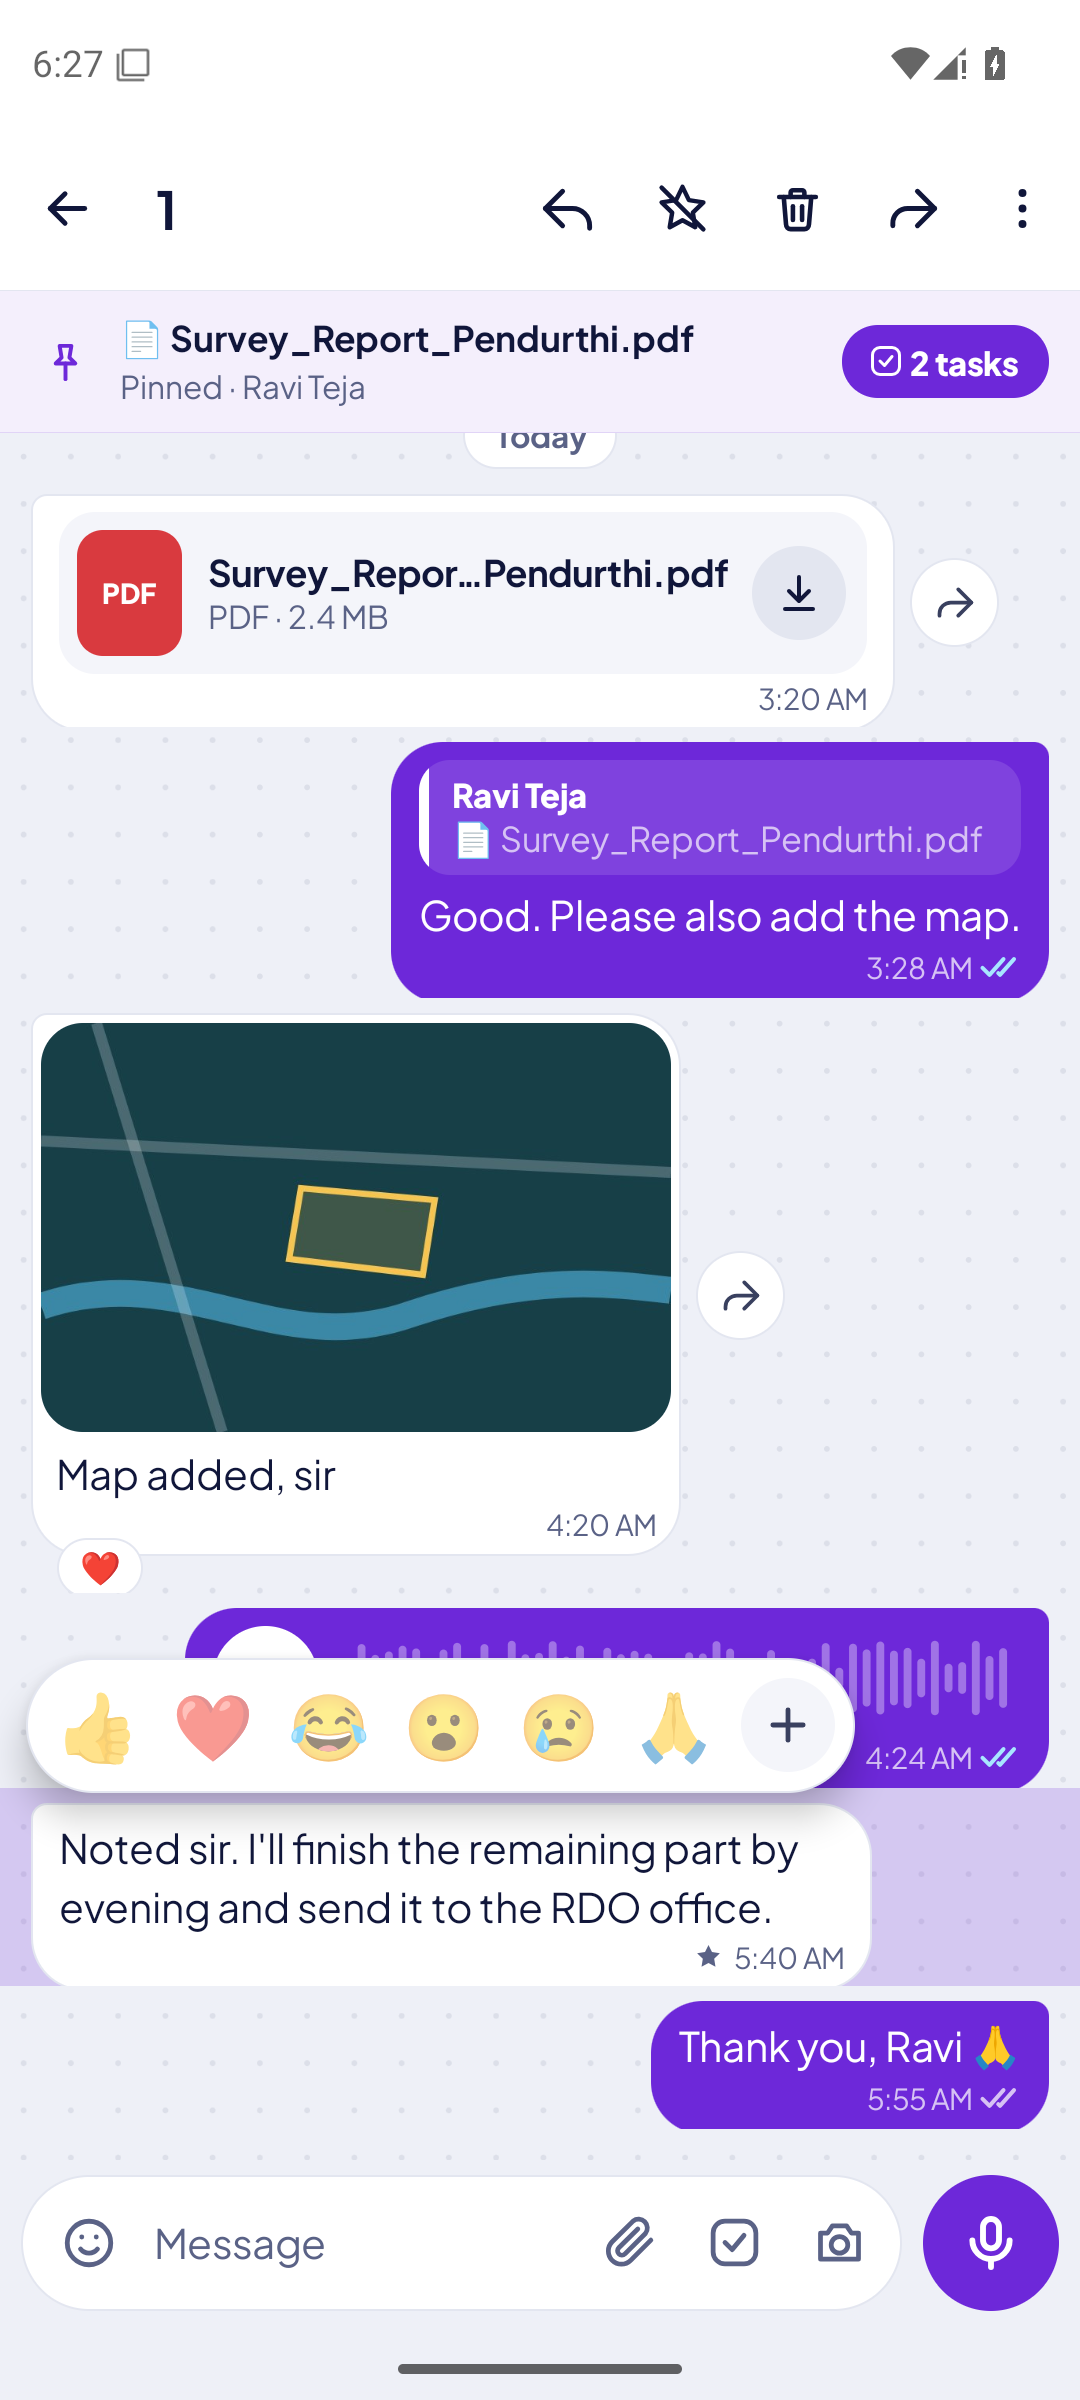 6:27
1
📄 Survey_Report_Pendurthi.pdf
Pinned · Ravi Teja
2 tasks
Today
PDF
Survey_Repor...Pendurthi.pdf
PDF · 2.4 MB
3:20 AM
Ravi Teja
📄 Survey_Report_Pendurthi.pdf
Good. Please also add the map.
3:28 AM
Map added, sir
4:20 AM
4:24 AM
Noted sir. I'll finish the remaining part by
evening and send it to the RDO office.
5:40 AM
Thank you, Ravi 🙏
5:55 AM
Message